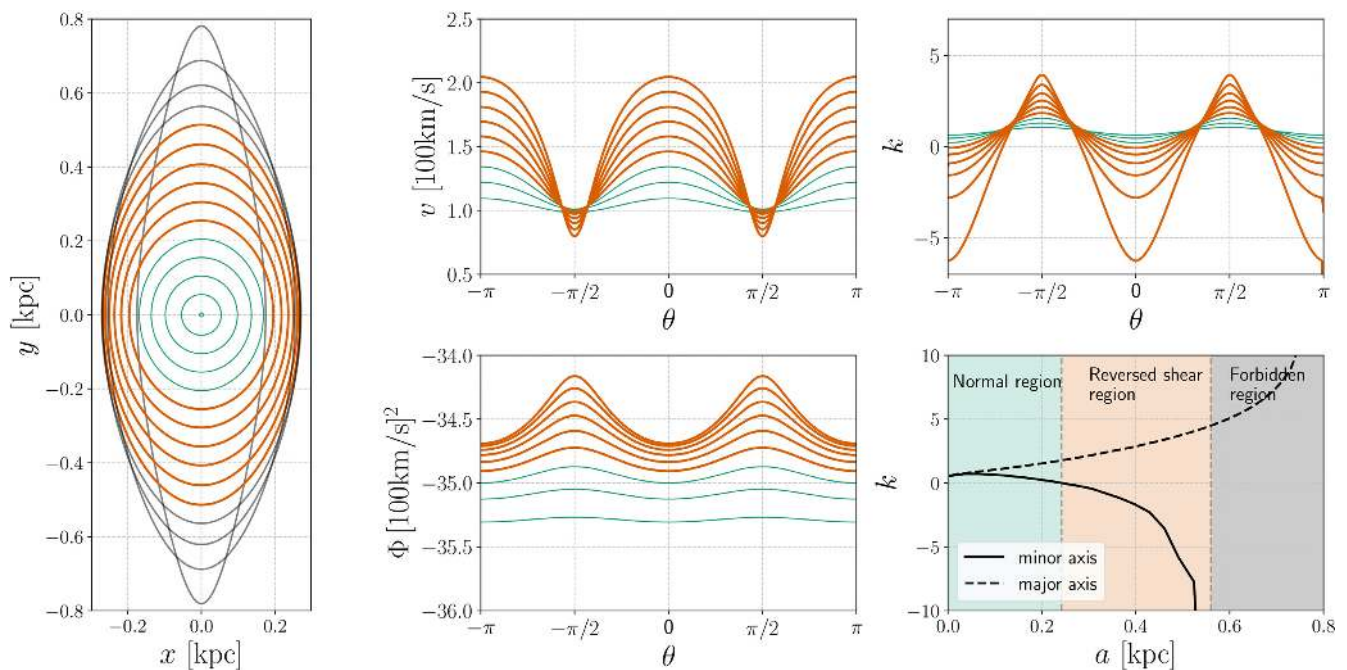 0.8
0.6
0.4
0.2
0.0
−0.2
−0.4
−0.6
−0.8
y [kpc]
−0.2
0.0
0.2
x [kpc]
2.5
2.0
1.5
1.0
0.5
v [100km/s]
−π
−π/2
0
π/2
π
θ
5
0
−5
k
−π
−π/2
0
π/2
π
θ
−34.0
−34.5
−35.0
−35.5
−36.0
Φ [100km/s]²
−π
−π/2
0
π/2
π
θ
10
5
0
−5
−10
k
Normal region
Reversed shear
region
Forbidden
region
minor axis
major axis
0.0
0.2
0.4
0.6
0.8
a [kpc]